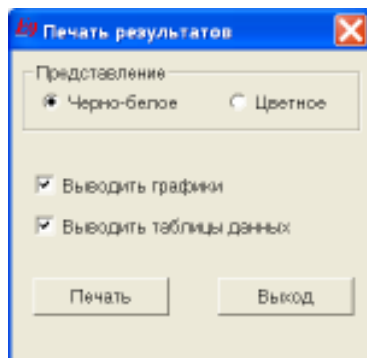 Печать результатов
Представление
Черно-белое Цветное
Выводить графики
Выводить таблицы данных
Печать Выход